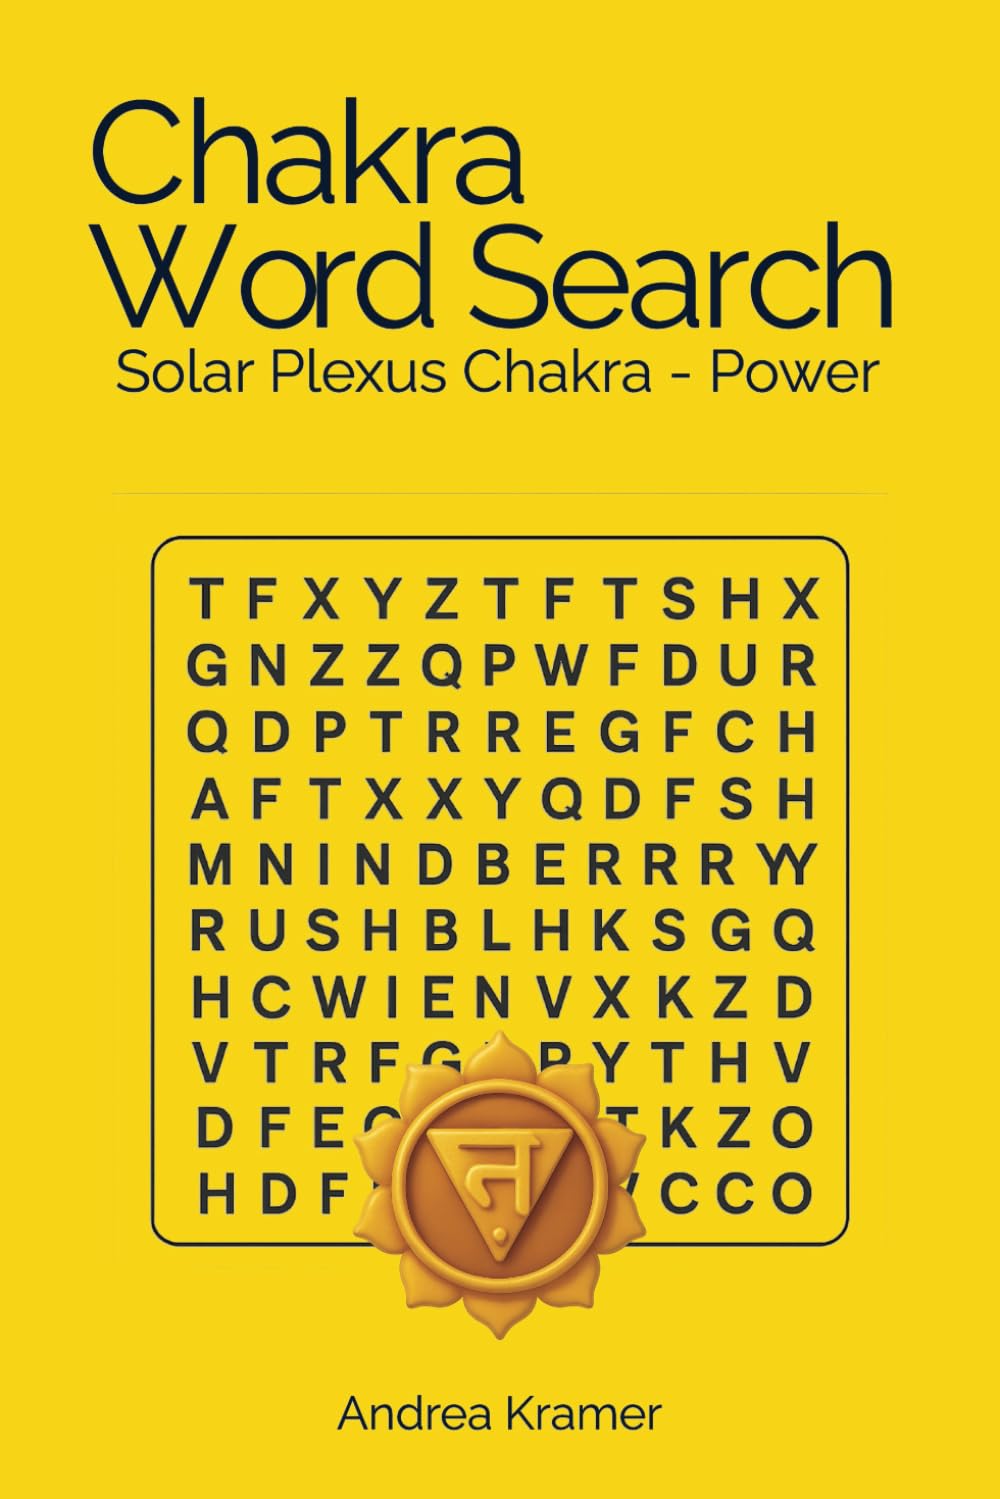 Chakra
Word Search
Solar Plexus Chakra - Power
T F X Y Z T F T S H X
G N Z Z Q P W F D U R
Q D P T R R E G F C H
A F T X X Y Q D F S H
M N I N D B E R R R Y Y
R U S H B L H K S G Q
H C W I E N V X K Z D
V T R F G P Y T H V
D F E T K Z O
H D F C C O
त
Andrea Kramer